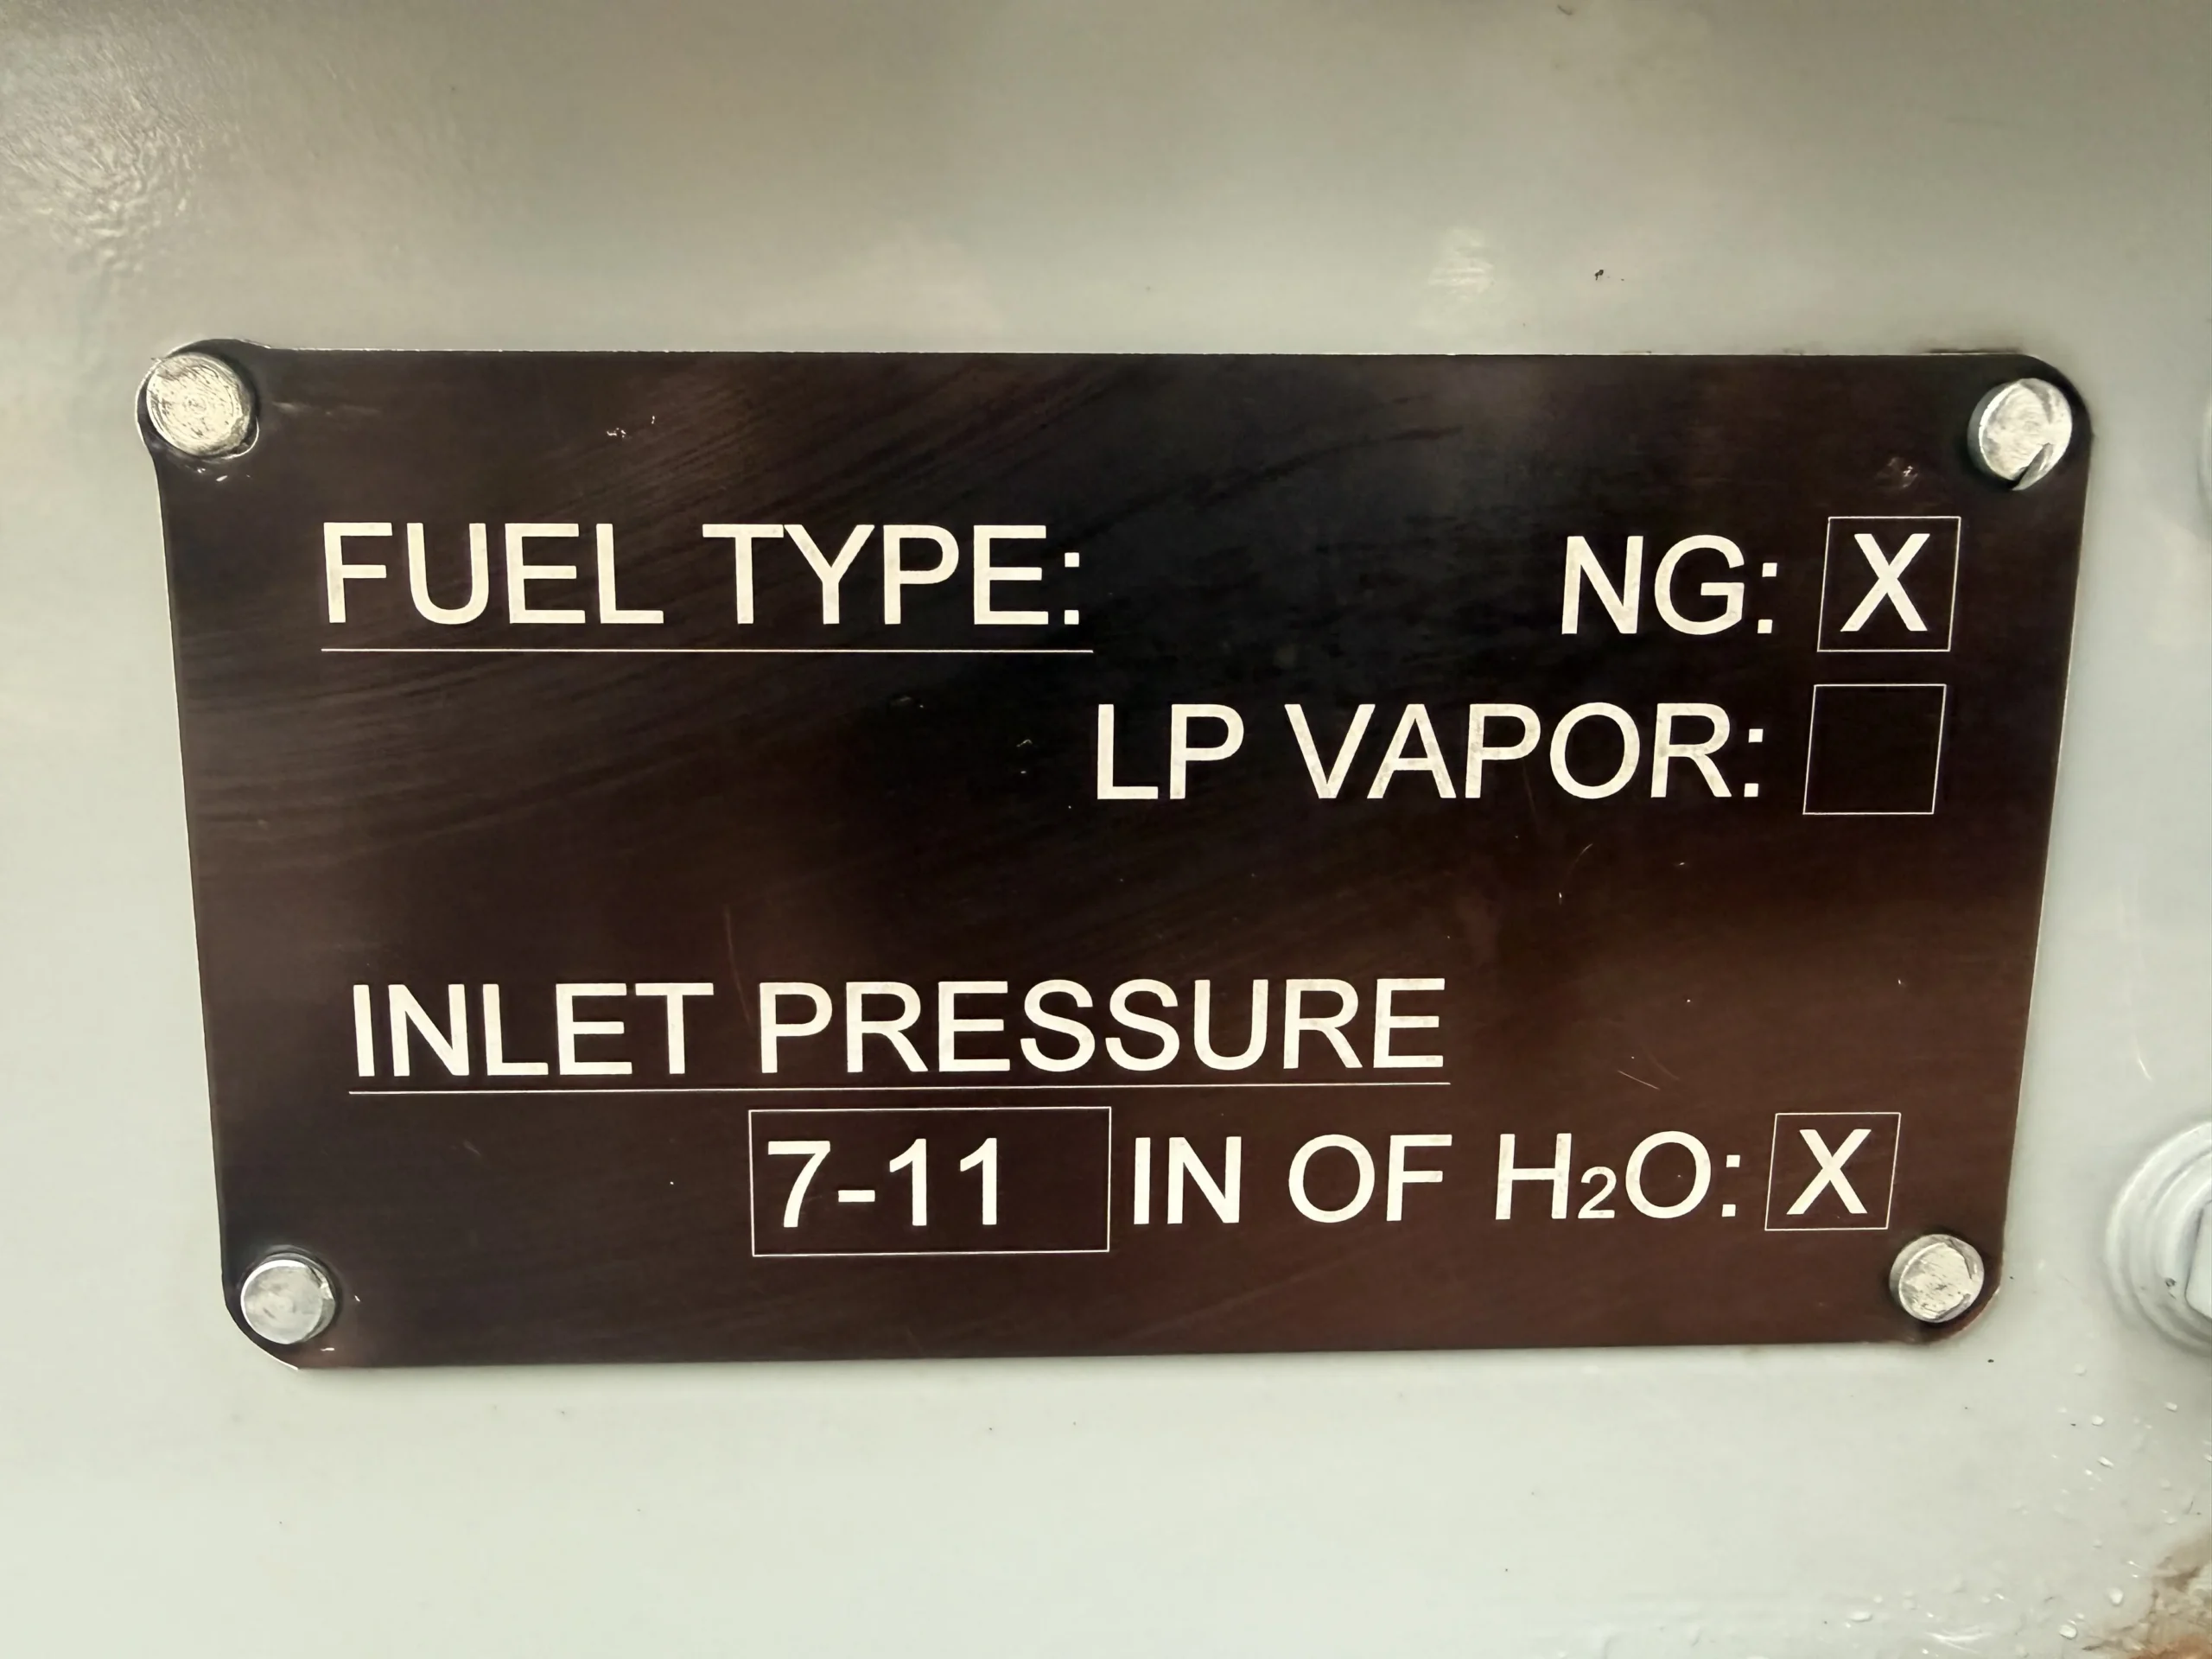 FUEL TYPE: NG: X
LP VAPOR:
INLET PRESSURE
7-11 IN OF H₂O: X